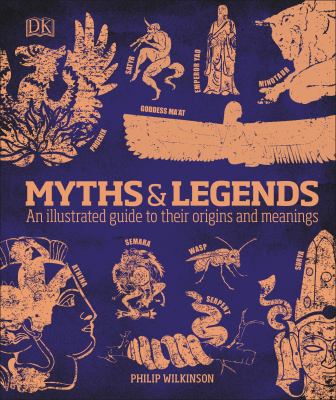 DK
SATYR
EMPEROR YAO
MINOTAUR
PHOENIX
GODDESS MA'AT
MYTHS & LEGENDS
An illustrated guide to their origins and meanings
ATHENA
SEMARA
WASP
SURYA
SERPENT
PHILIP WILKINSON